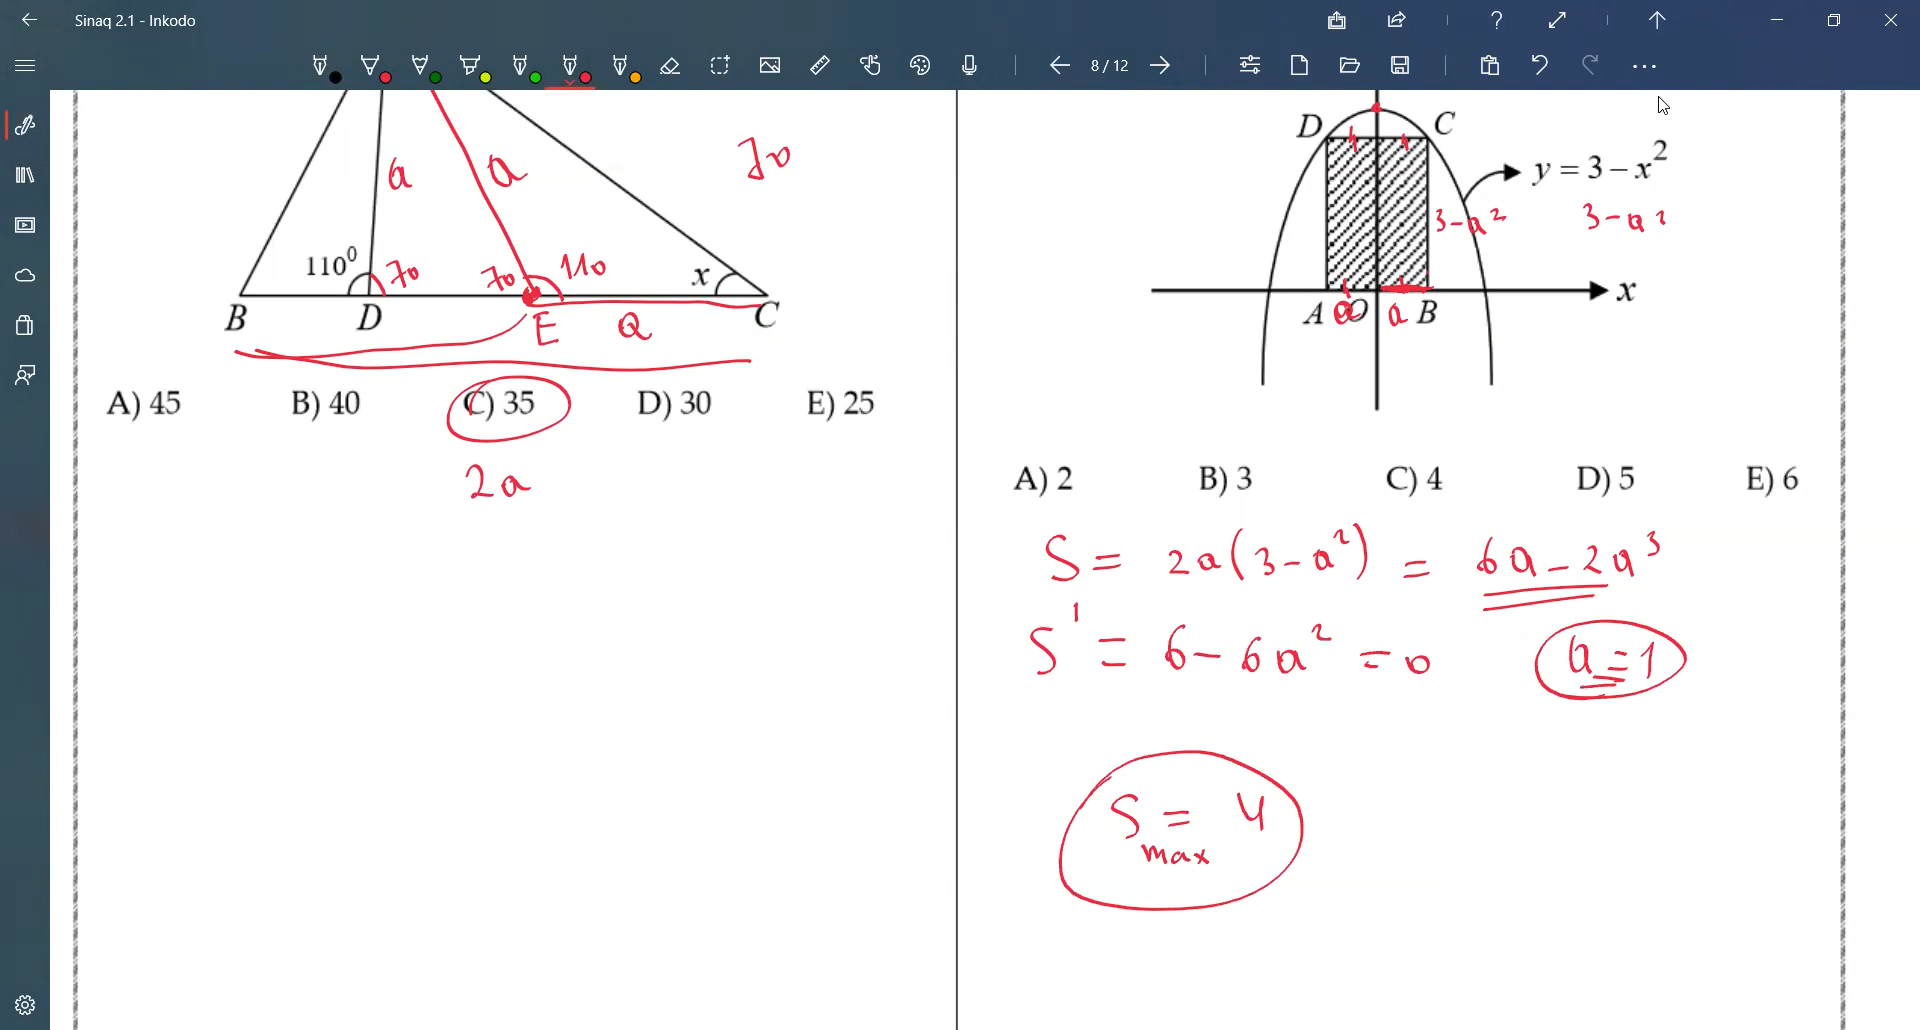 Sinaq 2.1 - Inkodo
8 / 12
a
a
70
110⁰
70
70
110
x
B
D
E
Q
C
A) 45
B) 40
C) 35
D) 30
E) 25
2a
D
C
y = 3 – x²
3 – a²
3 – a²
x
A
a
O
a
B
A) 2
B) 3
C) 4
D) 5
E) 6
S = 2a(3 – a²) = 6a – 2a³
S' = 6 – 6a² = 0
a = 1
S max = 4